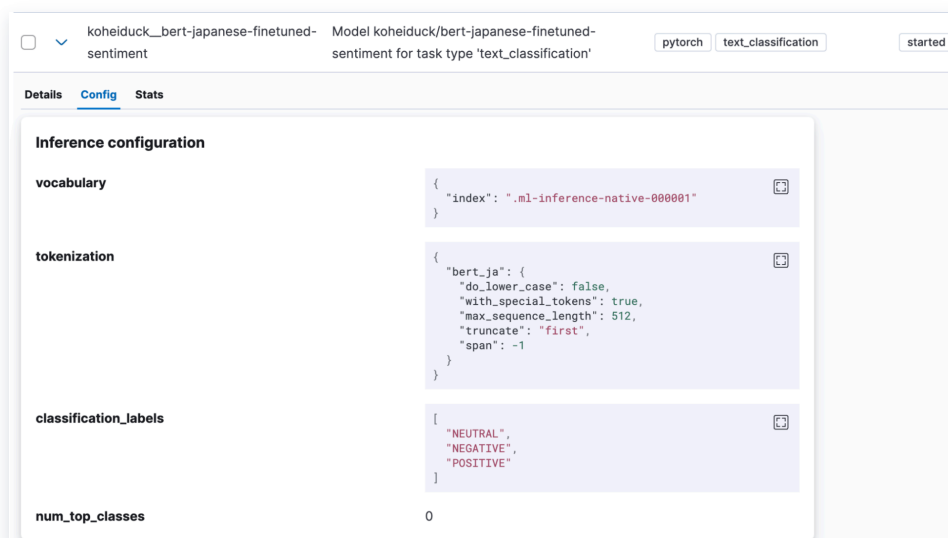 koheiduck__bert-japanese-finetuned-sentiment
Model koheiduck/bert-japanese-finetuned-sentiment for task type 'text_classification'
pytorch
text_classification
started
Details
Config
Stats
Inference configuration
vocabulary
{
"index": ".ml-inference-native-000001"
}
tokenization
{
"bert_ja": {
"do_lower_case": false,
"with_special_tokens": true,
"max_sequence_length": 512,
"truncate": "first",
"span": -1
}
}
classification_labels
[
"NEUTRAL",
"NEGATIVE",
"POSITIVE"
]
num_top_classes
0